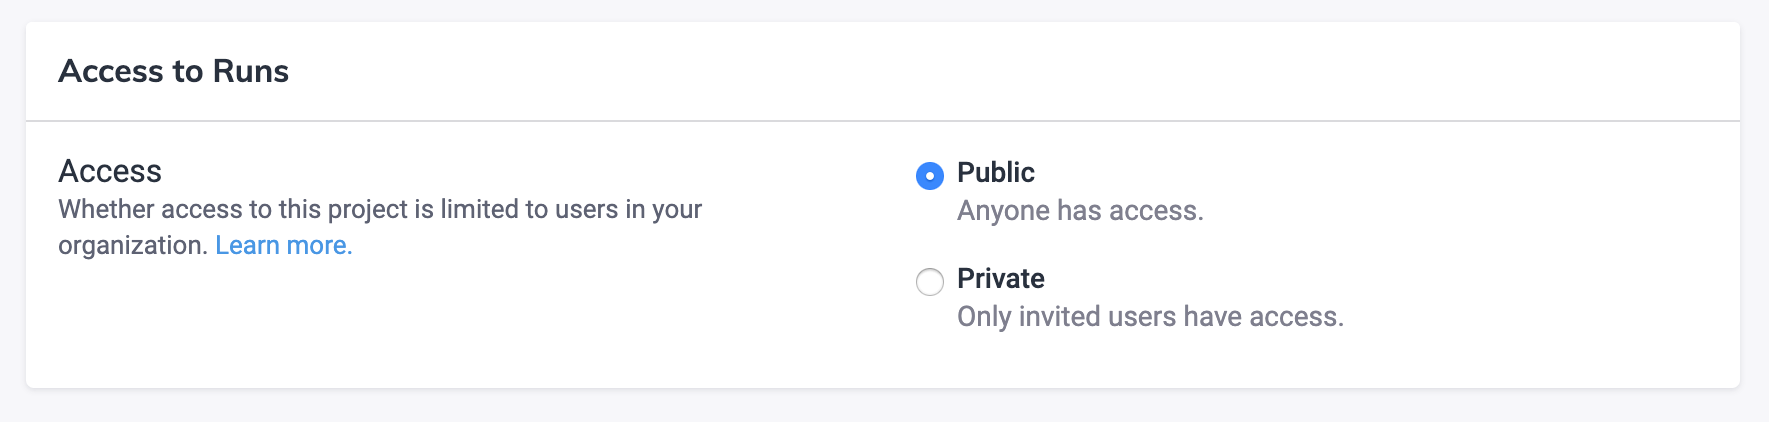 Access to Runs
Access
Whether access to this project is limited to users in your
organization. Learn more.
Public
Anyone has access.
Private
Only invited users have access.